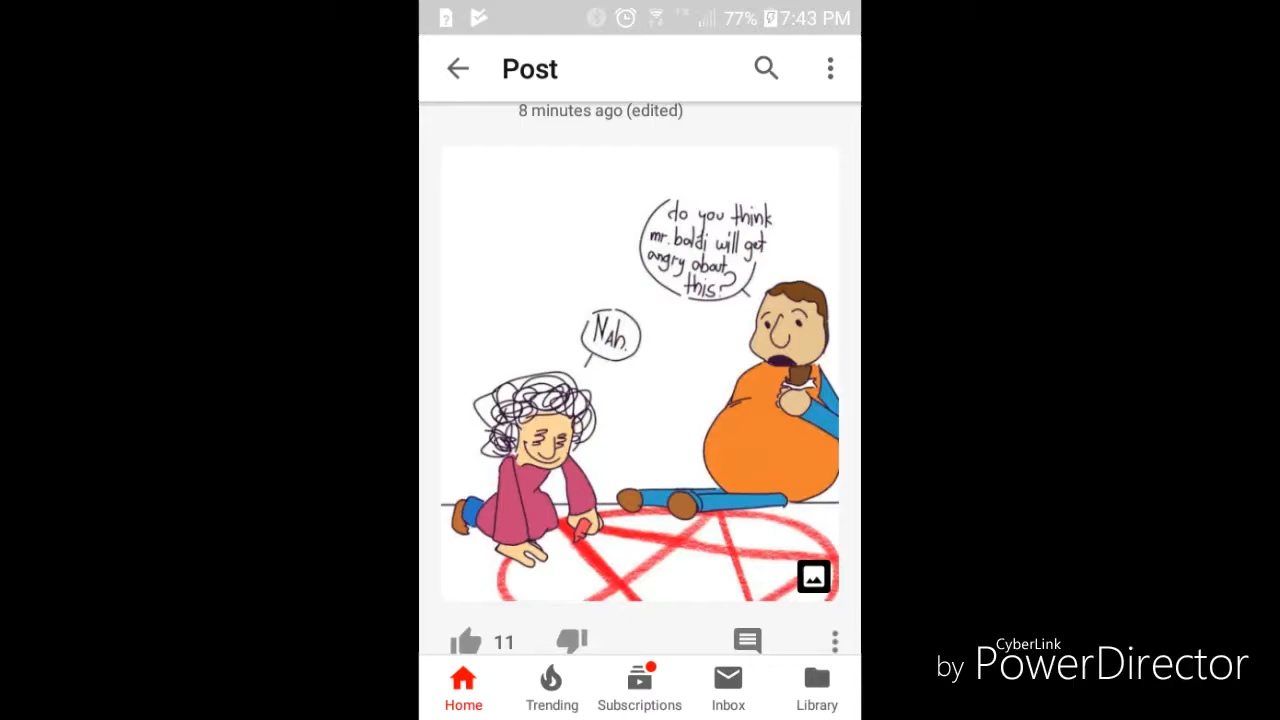 77% 7:43 PM
Post
8 minutes ago (edited)
do you think
mr. baldi will get
angry about
this?
Nah.
11
Home
Trending
Subscriptions
Inbox
Library
CyberLink
by PowerDirector